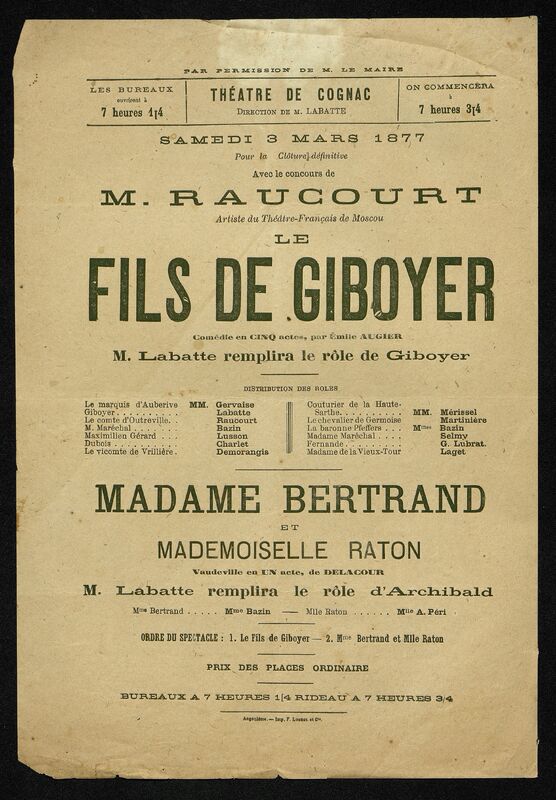 PAR PERMISSION DE M. LE MAIRE
LES BUREAUX
ouvriront à
7 heures 1/4
THÉATRE DE COGNAC
DIRECTION DE M. LABATTE
ON COMMENCERA
à
7 heures 3/4
SAMEDI 3 MARS 1877
Pour la Clôture définitive
Avec le concours de
M. RAUCOURT
Artiste du Théâtre-Français de Moscou
LE
FILS DE GIBOYER
Comédie en CINQ actes, par Émile AUGIER
M. Labatte remplira le rôle de Giboyer
DISTRIBUTION DES ROLES
Le marquis d'Auberive MM. Gervaise
Giboyer. . . . . . . . . . Labatte
Le comte d'Outreville. . Raucourt
M. Maréchal . . . . . . . Bazin
Maximilien Gérard . . . Lusson
Dubois . . . . . . . . . . Charlet
Le vicomte de Vrillière. Demorangis
Couturier de la Haute-
Sarthe. . . . . . . . . . MM. Mérissel
Le chevalier de Germoise Martinière
La baronne Pfeffers . . . Mmes Bazin
Madame Maréchal . . . . Selmy
Fernande . . . . . . . . . G. Lubrat.
Madame de la Vieux-Tour Laget
MADAME BERTRAND
ET
MADEMOISELLE RATON
Vaudeville en UN acte, de DELACOUR
M. Labatte remplira le rôle d'Archibald
Mme Bertrand . . . . . Mme Bazin — Mlle Raton . . . . . Mlle A. Péri
ORDRE DU SPECTACLE : 1. Le Fils de Giboyer — 2. Mme Bertrand et Mlle Raton
PRIX DES PLACES ORDINAIRE
BUREAUX A 7 HEURES 1/4 RIDEAU A 7 HEURES 3/4
Angoulême. — Imp. F. Lugeol et Cie.